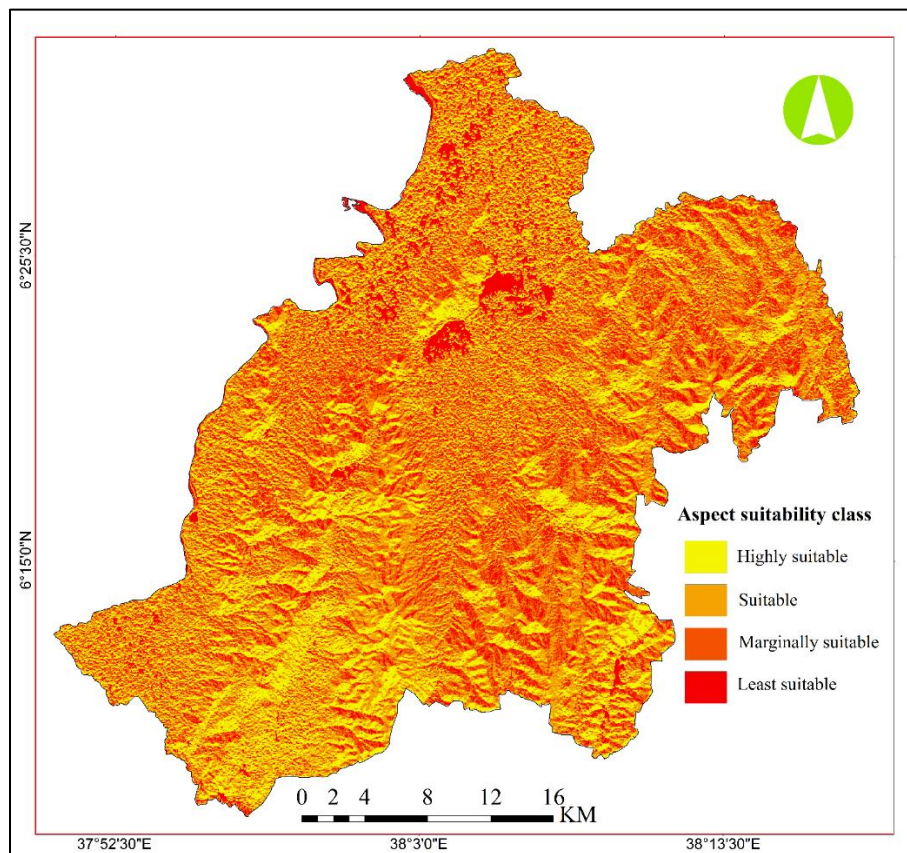 6°25'30"N
6°15'0"N
Aspect suitability class
Highly suitable
Suitable
Marginally suitable
Least suitable
0 2 4 8 12 16
KM
37°52'30"E 38°3'0"E 38°13'30"E